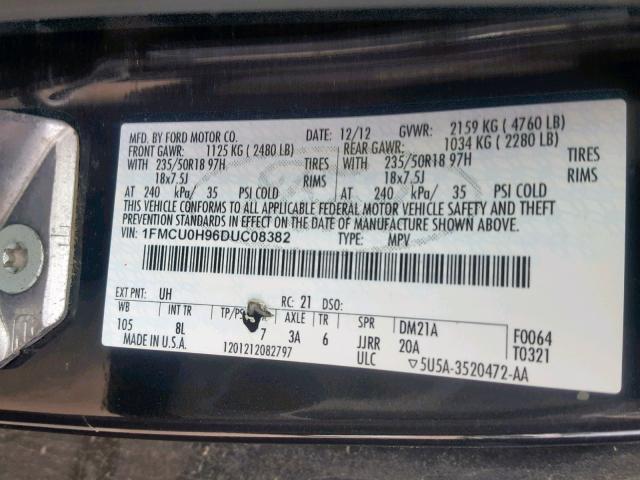 MFD. BY FORD MOTOR CO. DATE: 12/12 GVWR: 2159 KG ( 4760 LB)
FRONT GAWR: 1125 KG ( 2480 LB) REAR GAWR: 1034 KG ( 2280 LB)
WITH 235/50R18 97H TIRES WITH 235/50R18 97H TIRES
18x7.5J RIMS 18x7.5J RIMS
AT 240 kPa/ 35 PSI COLD AT 240 kPa/ 35 PSI COLD
THIS VEHICLE CONFORMS TO ALL APPLICABLE FEDERAL MOTOR VEHICLE SAFETY AND THEFT
PREVENTION STANDARDS IN EFFECT ON THE DATE OF MANUFACTURE SHOWN ABOVE.
VIN: 1FMCU0H96DUC08382 TYPE: MPV
EXT PNT: UH RC: 21 DSO:
WB INT TR TP/PS AXLE TR SPR DM21A F0064
105 8L 7 3A 6 JJRR 20A T0321
MADE IN U.S.A. 1201212082797 ULC ▽5U5A-3520472-AA